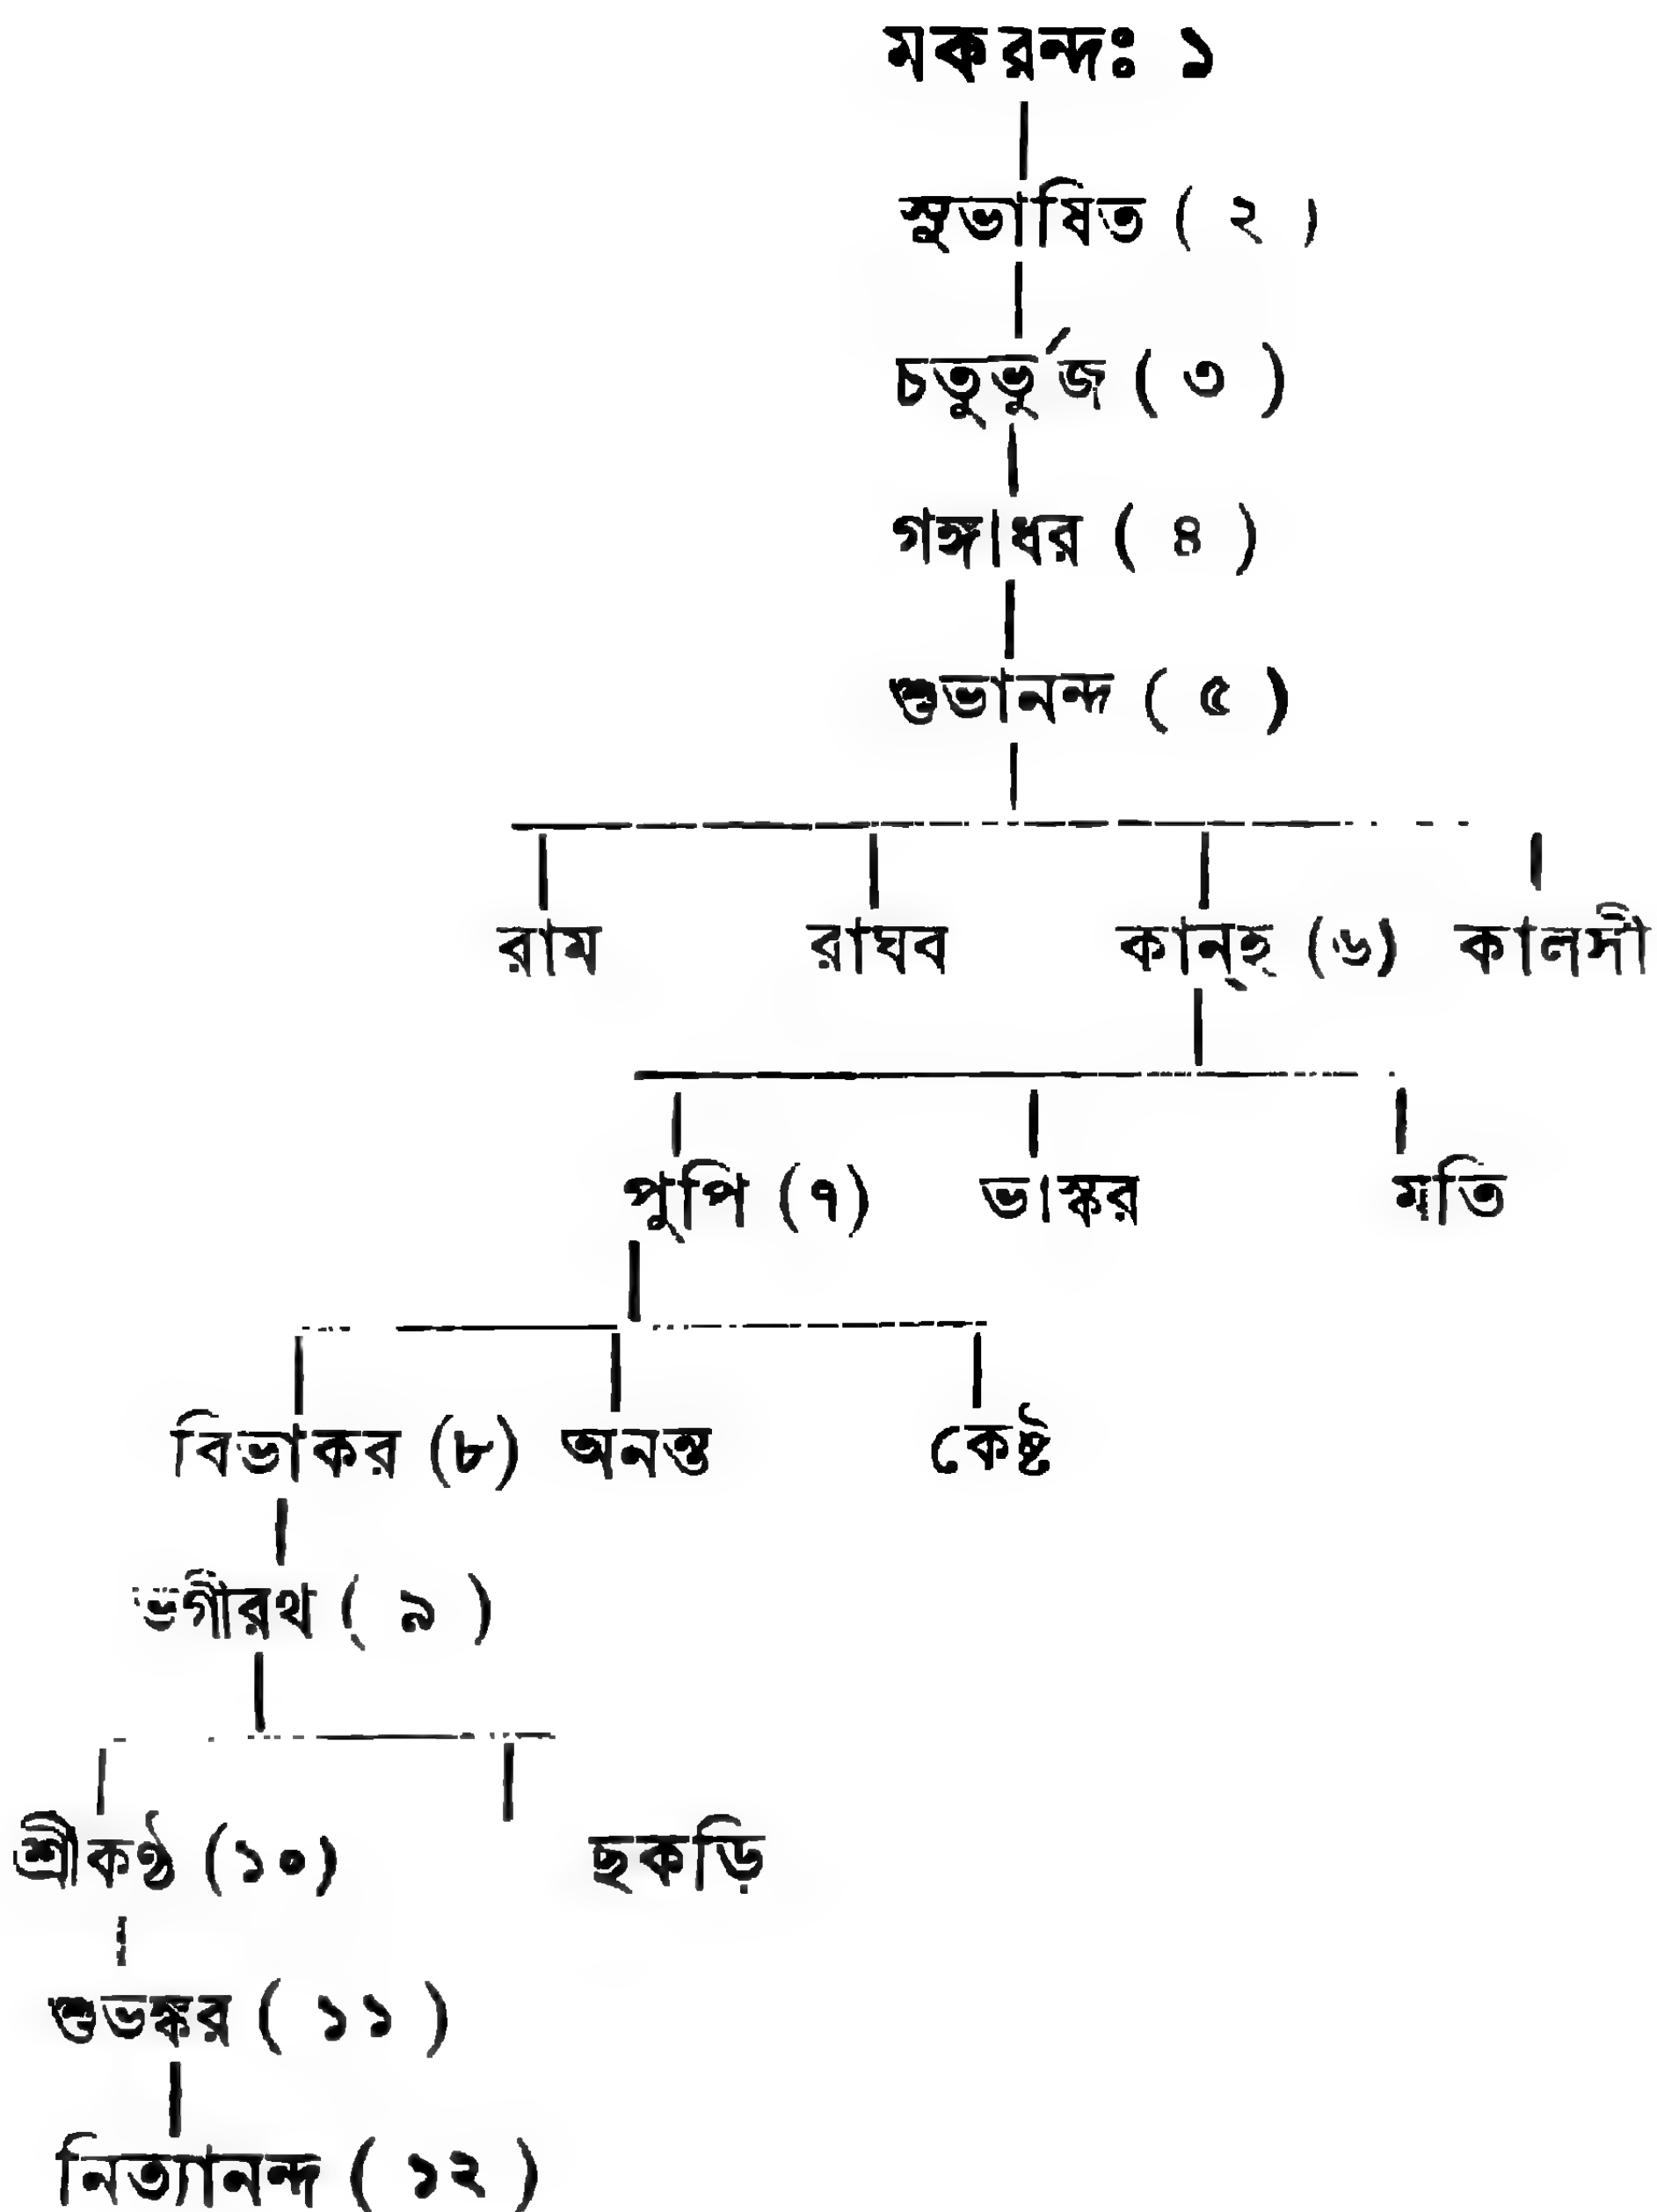 মকরন্দঃ ১
সুভাষিত ( ২ )
চতুর্ভুজ ( ৩ )
গঙ্গাধর ( ৪ )
শুভানন্দ ( ৫ )
রাম রাঘব কান্হ (৬) কালসী
পুপি (৭) ভাস্কর মতি
বিভাকর (৮) অনন্ত কেষ্ট
ভগীরথ ( ৯ )
শ্রীকণ্ঠ (১০) ছকড়ি
শুভঙ্কর ( ১১ )
নিত্যানন্দ ( ১২ )